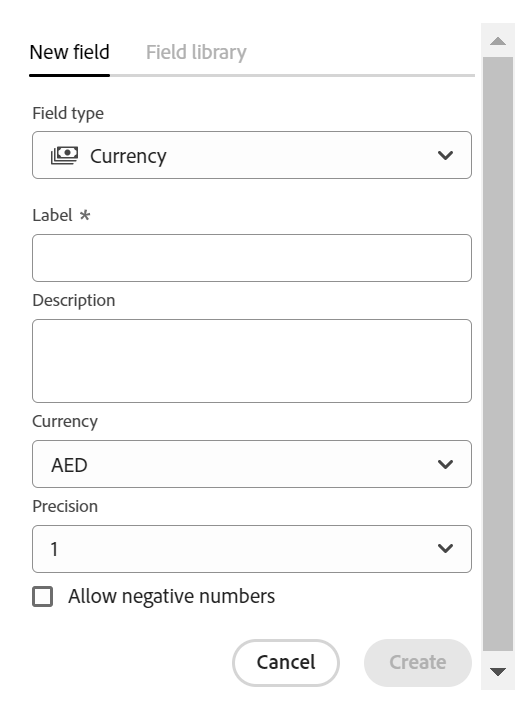 New field Field library
Field type
Currency
Label *
Description
Currency
AED
Precision
1
Allow negative numbers
Cancel Create